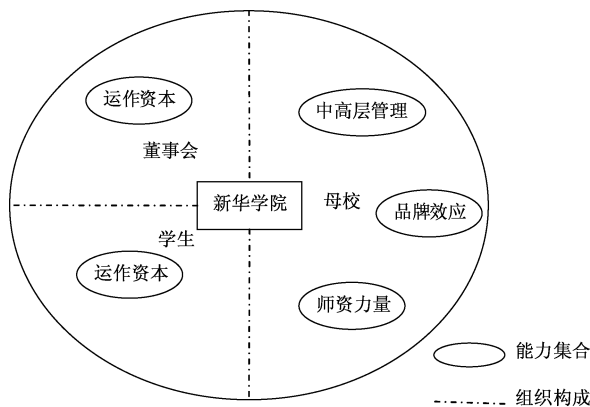 运作资本
中高层管理
董事会
新华学院
母校
品牌效应
学生
运作资本
师资力量
能力集合
组织构成